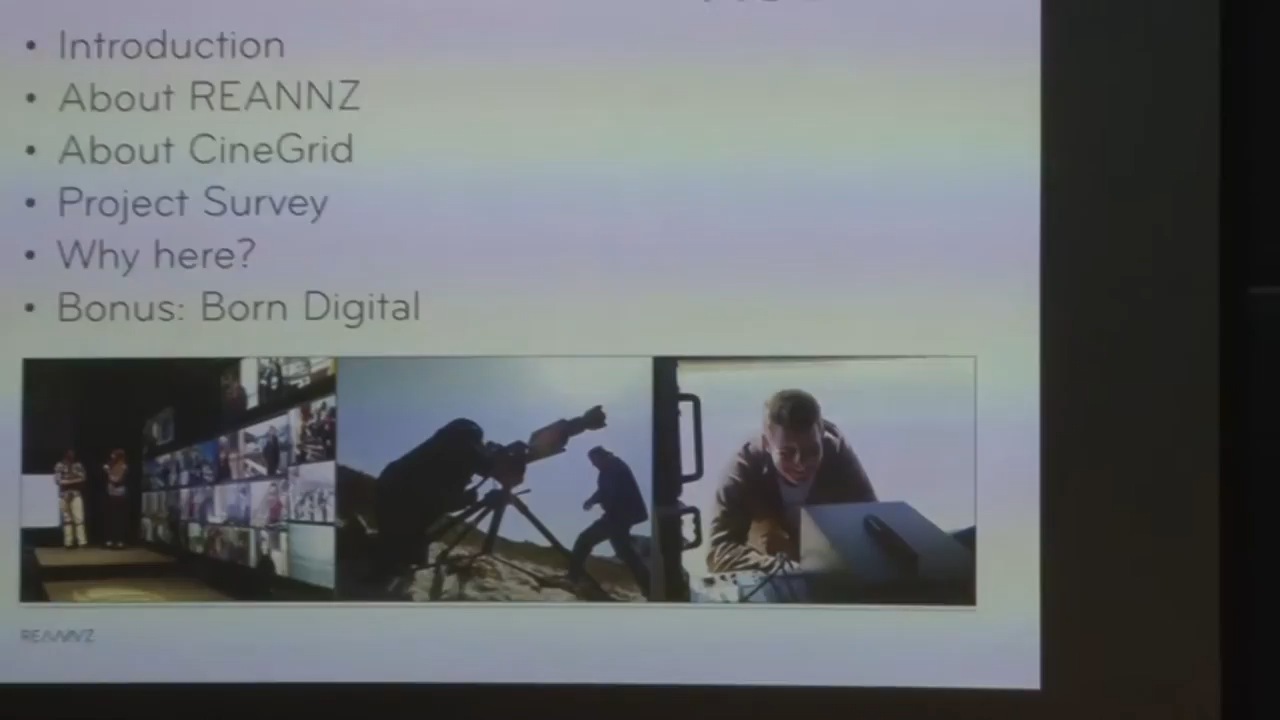 • Introduction
• About REANNZ
• About CineGrid
• Project Survey
• Why here?
• Bonus: Born Digital
REANNZ